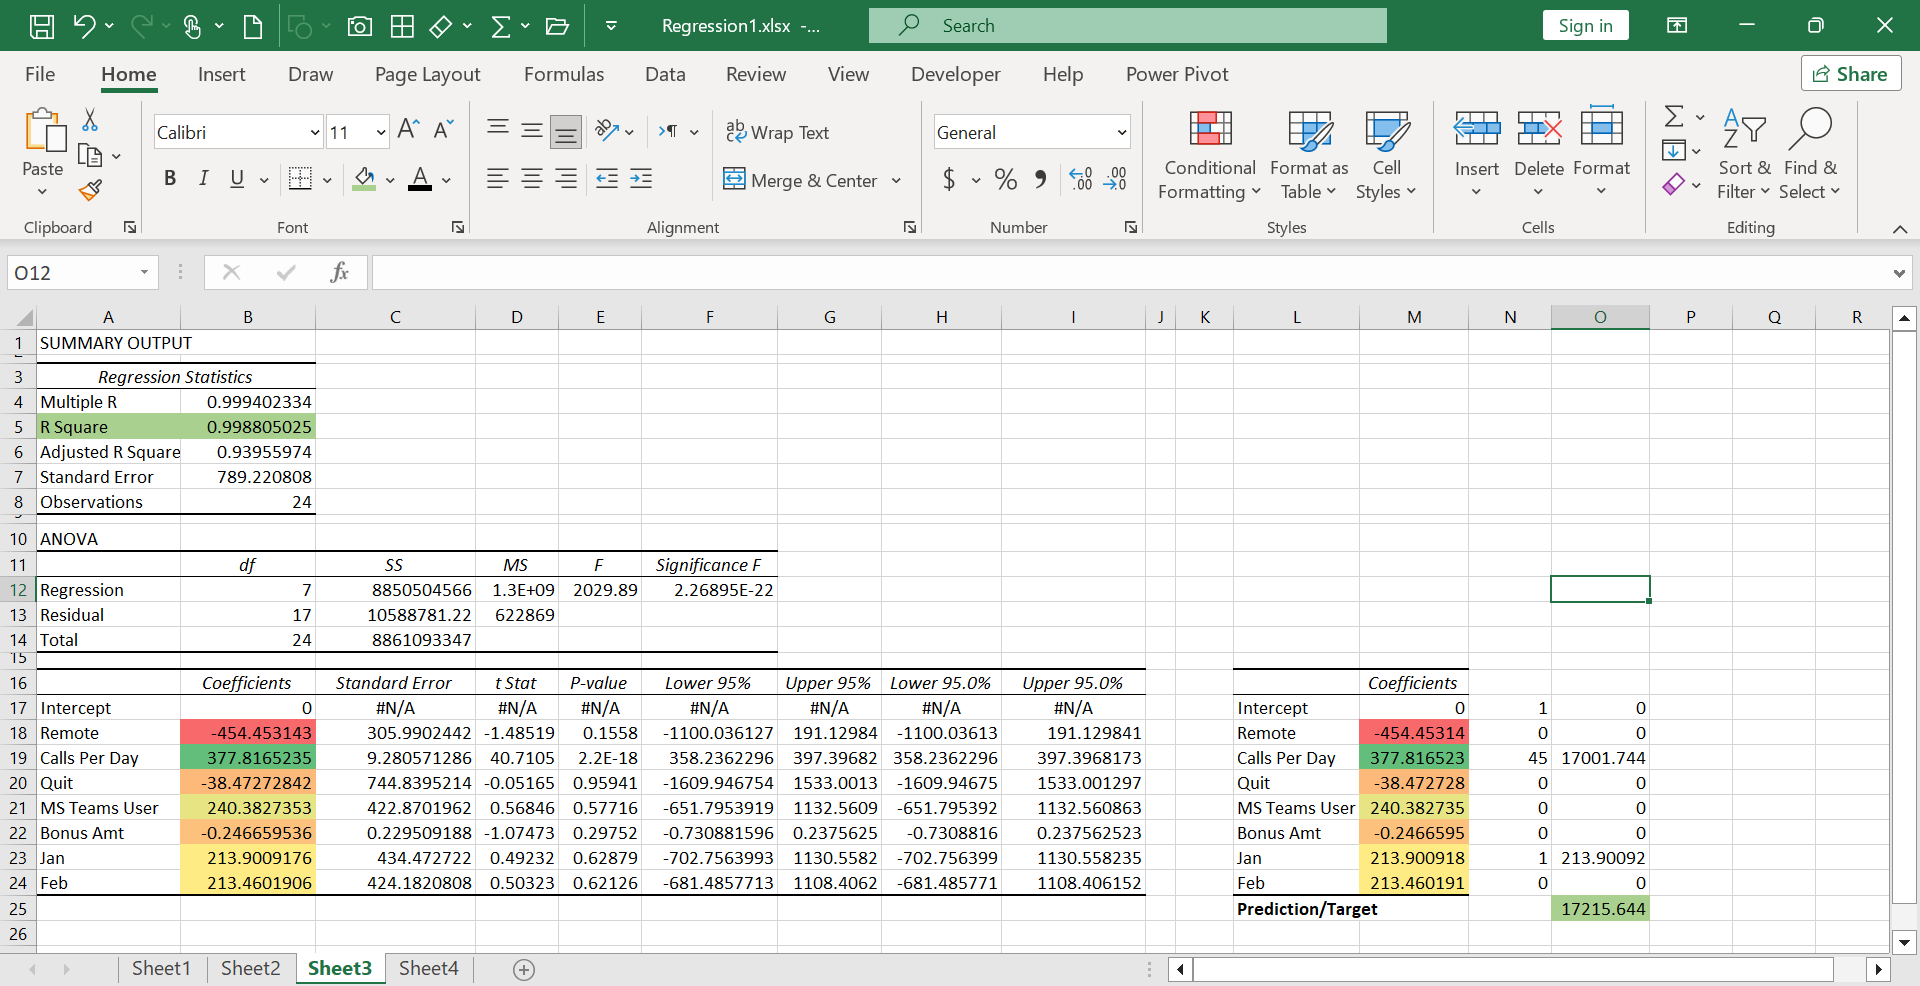 Regression1.xlsx -...
Search
Sign in
File Home Insert Draw Page Layout Formulas Data Review View Developer Help Power Pivot
Share
Paste
Clipboard
Calibri 11
A^ Aˇ
B I U A
Font
ab Wrap Text
Merge & Center
Alignment
General
$ % , .00 .00
Number
Conditional Formatting
Format as Table
Cell Styles
Styles
Insert Delete Format
Cells
Sort & Filter
Find & Select
Editing
O12 fx
A B C D E F G H I J K L M N O P Q R
1 SUMMARY OUTPUT
2
3 Regression Statistics
4 Multiple R 0.999402334
5 R Square 0.998805025
6 Adjusted R Square 0.93955974
7 Standard Error 789.220808
8 Observations 24
9
10 ANOVA
11 df SS MS F Significance F
12 Regression 7 8850504566 1.3E+09 2029.89 2.26895E-22
13 Residual 17 10588781.22 622869
14 Total 24 8861093347
15
16 Coefficients Standard Error t Stat P-value Lower 95% Upper 95% Lower 95.0% Upper 95.0% Coefficients
17 Intercept 0 #N/A #N/A #N/A #N/A #N/A #N/A #N/A Intercept 0 1 0
18 Remote -454.453143 305.9902442 -1.48519 0.1558 -1100.036127 191.12984 -1100.03613 191.129841 Remote -454.45314 0 0
19 Calls Per Day 377.8165235 9.280571286 40.7105 2.2E-18 358.2362296 397.39682 358.2362296 397.3968173 Calls Per Day 377.816523 45 17001.744
20 Quit -38.47272842 744.8395214 -0.05165 0.95941 -1609.946754 1533.0013 -1609.94675 1533.001297 Quit -38.472728 0 0
21 MS Teams User 240.3827353 422.8701962 0.56846 0.57716 -651.7953919 1132.5609 -651.795392 1132.560863 MS Teams User 240.382735 0 0
22 Bonus Amt -0.246659536 0.229509188 -1.07473 0.29752 -0.730881596 0.2375625 -0.7308816 0.237562523 Bonus Amt -0.2466595 0 0
23 Jan 213.9009176 434.472722 0.49232 0.62879 -702.7563993 1130.5582 -702.756399 1130.558235 Jan 213.900918 1 213.90092
24 Feb 213.4601906 424.1820808 0.50323 0.62126 -681.4857713 1108.4062 -681.485771 1108.406152 Feb 213.460191 0 0
25 Prediction/Target 17215.644
26
Sheet1 Sheet2 Sheet3 Sheet4